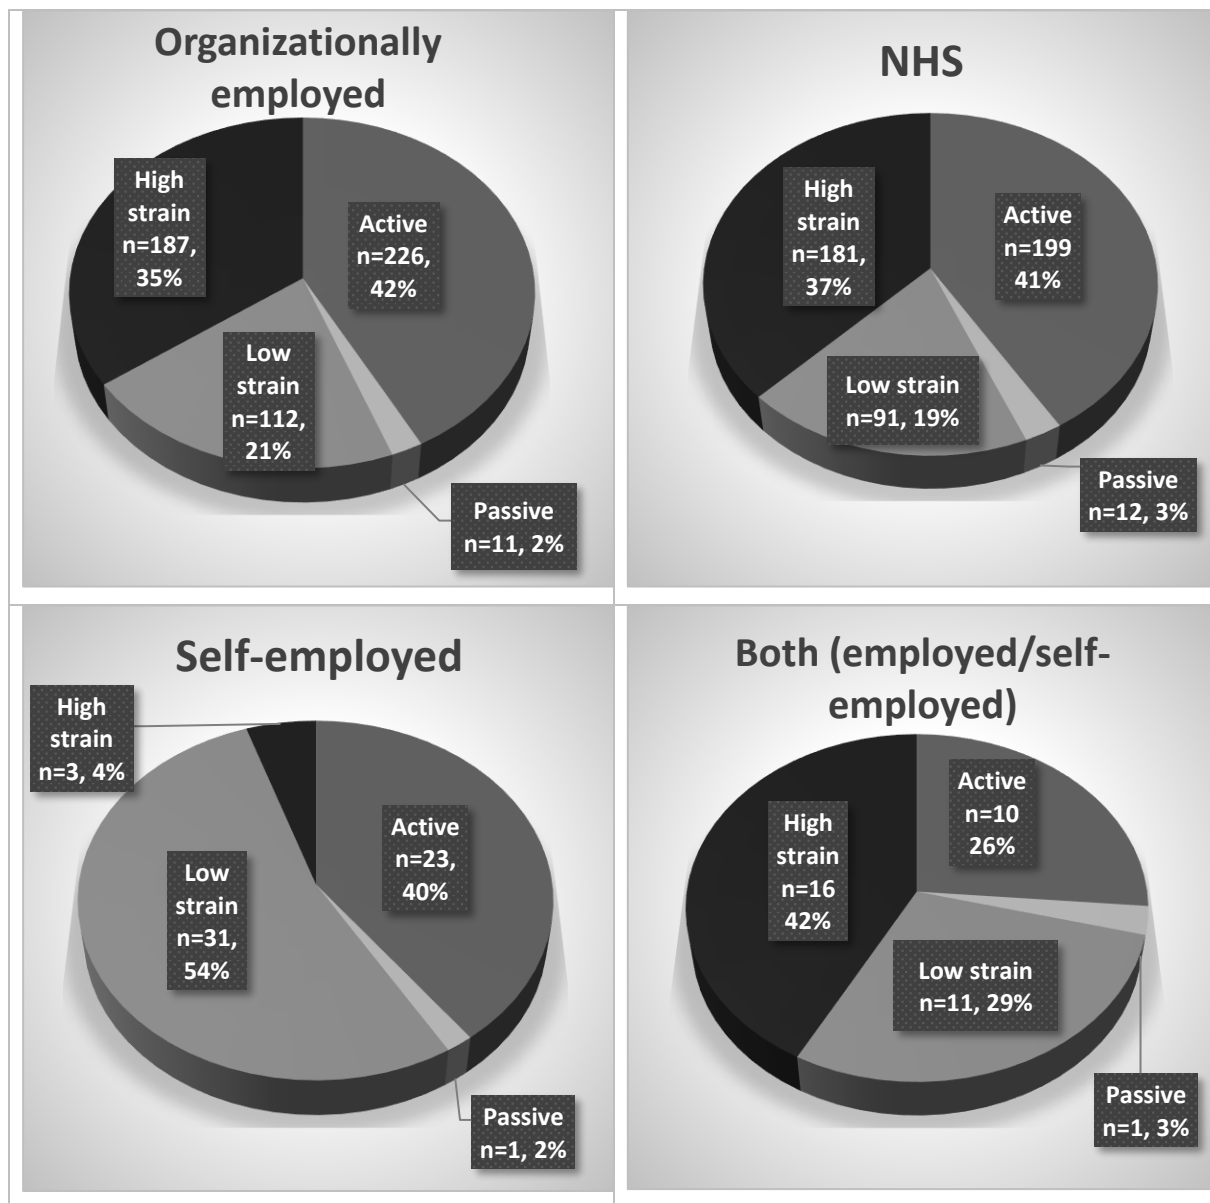 Organizationally
employed
High
strain
n=187,
35%
Active
n=226,
42%
Low
strain
n=112,
21%
Passive
n=11, 2%
NHS
High
strain
n=181,
37%
Active
n=199
41%
Low strain
n=91, 19%
Passive
n=12, 3%
Self-employed
High
strain
n=3, 4%
Active
n=23,
40%
Low
strain
n=31,
54%
Passive
n=1, 2%
Both (employed/self-
employed)
Active
n=10
26%
High
strain
n=16
42%
Low strain
n=11, 29%
Passive
n=1, 3%